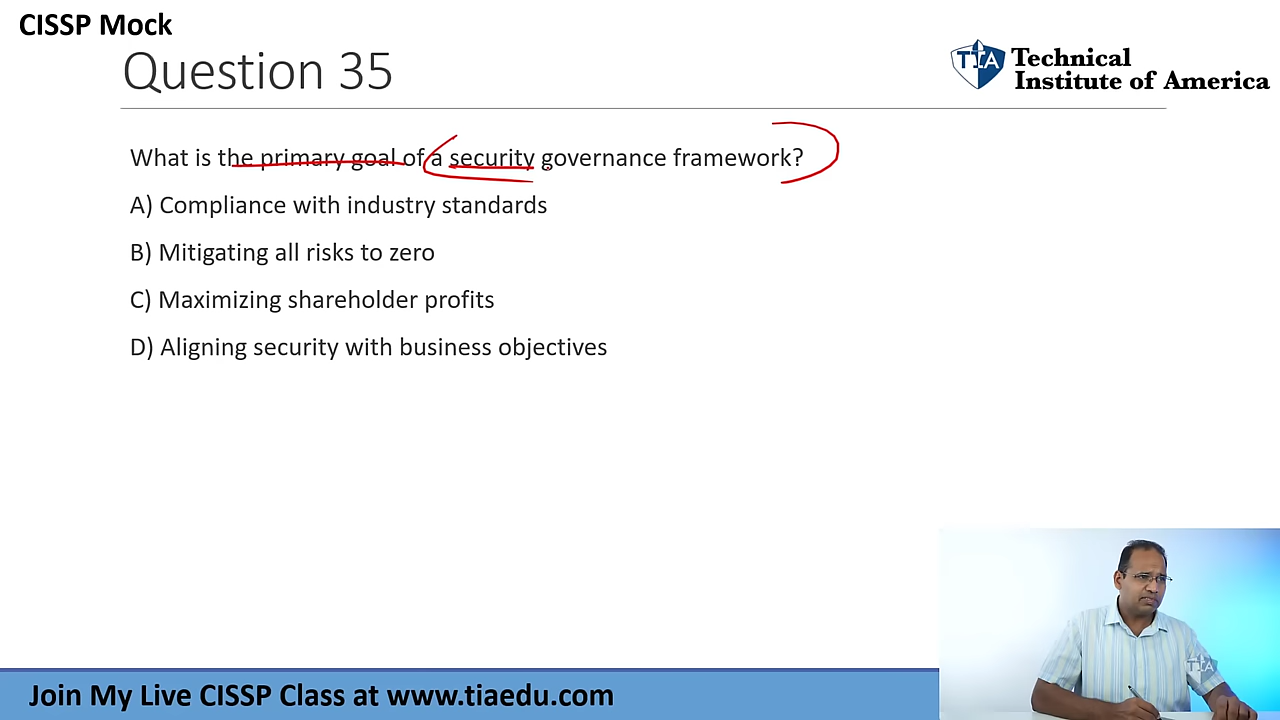 CISSP Mock
Question 35
TIA Technical
Institute of America
What is the primary goal of a security governance framework?
A) Compliance with industry standards
B) Mitigating all risks to zero
C) Maximizing shareholder profits
D) Aligning security with business objectives
TIA
Join My Live CISSP Class at www.tiaedu.com